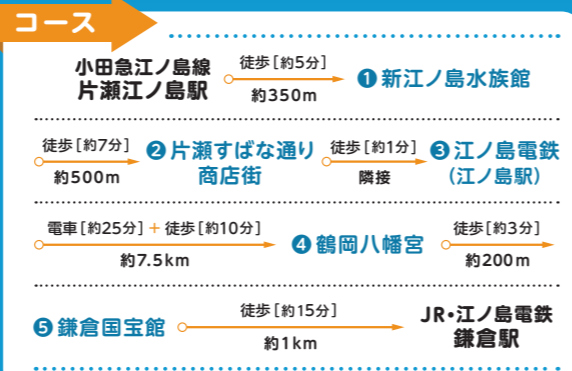 コース
小田急江ノ島線
片瀬江ノ島駅
徒歩[約5分]
約350m
❶新江ノ島水族館
徒歩[約7分]
約500m
❷片瀬すばな通り
商店街
徒歩[約1分]
隣接
❸江ノ島電鉄
(江ノ島駅)
電車[約25分]+徒歩[約10分]
約7.5km
❹鶴岡八幡宮
徒歩[約3分]
約200m
❺鎌倉国宝館
徒歩[約15分]
約1km
JR・江ノ島電鉄
鎌倉駅